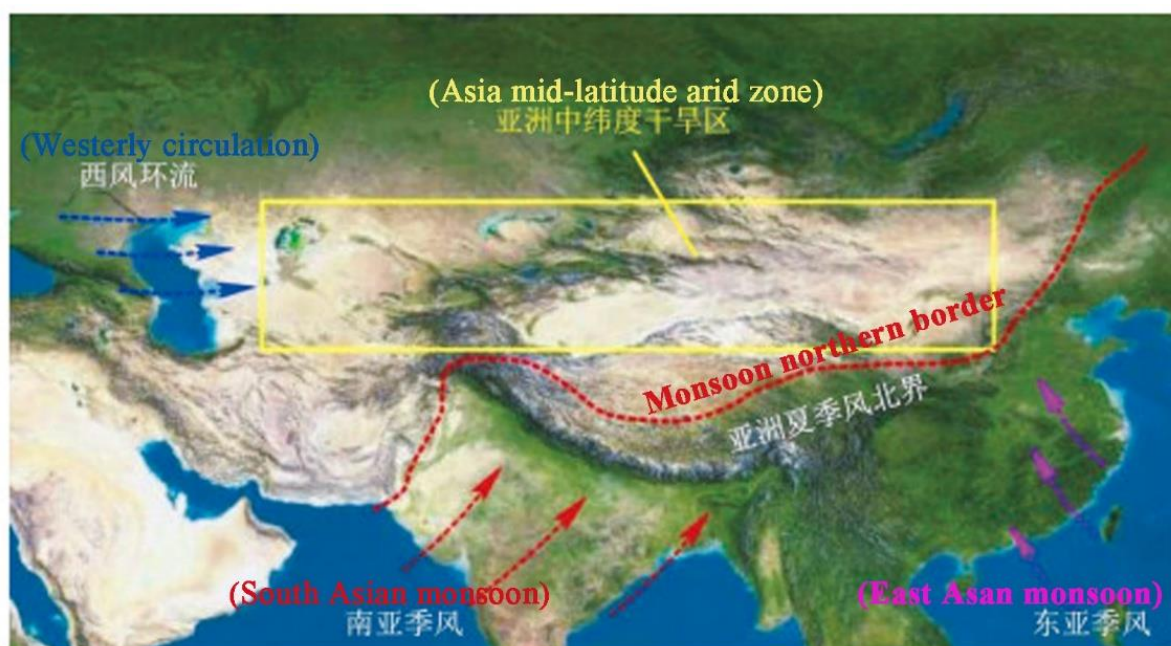 (Asia mid-latitude arid zone)
亚洲中纬度干旱区
(Westerly circulation)
西风环流
Monsoon northern border
亚洲夏季风北界
(South Asian monsoon)
南亚季风
(East Asan monsoon)
东亚季风